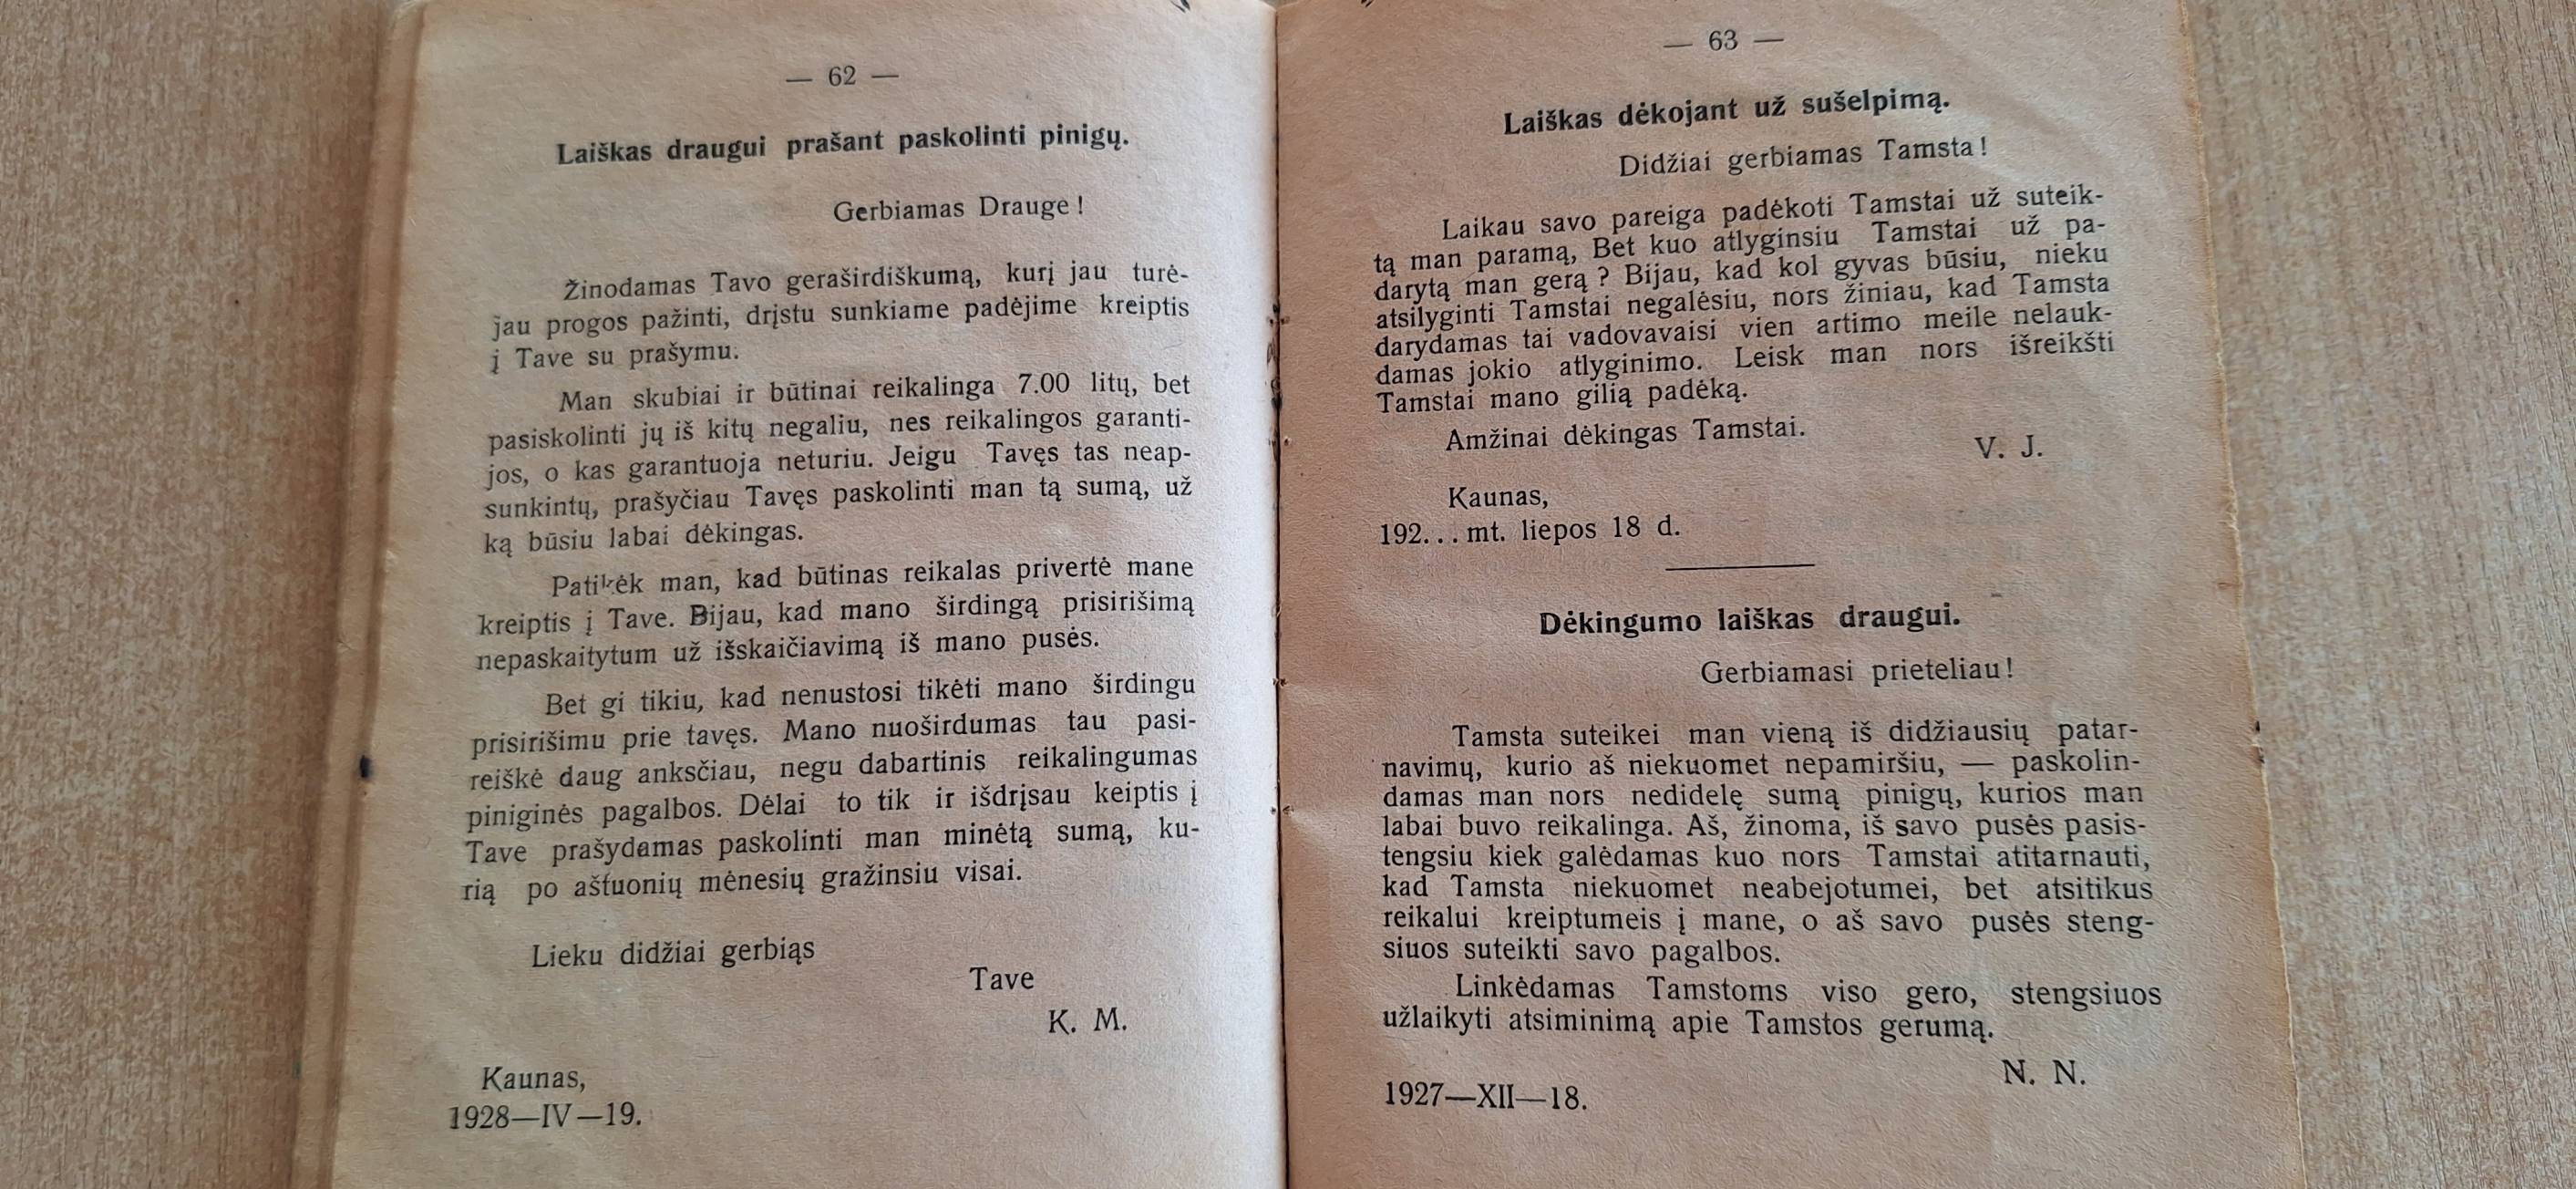 — 62 —
Laiškas draugui prašant paskolinti pinigų.
Gerbiamas Drauge!
Žinodamas Tavo geraširdiškumą, kurį jau turė-
jau progos pažinti, drįstu sunkiame padėjime kreiptis
į Tave su prašymu.
Man skubiai ir būtinai reikalinga 7.00 litų, bet
pasiskolinti jų iš kitų negaliu, nes reikalingos garanti-
jos, o kas garantuoja neturiu. Jeigu Tavęs tas neap-
sunkintų, prašyčiau Tavęs paskolinti man tą sumą, už
ką būsiu labai dėkingas.
Patikėk man, kad būtinas reikalas privertė mane
kreiptis į Tave. Bijau, kad mano širdingą prisirišimą
nepaskaitytum už išskaičiavimą iš mano pusės.
Bet gi tikiu, kad nenustosi tikėti mano širdingu
prisirišimu prie tavęs. Mano nuoširdumas tau pasi-
reiškė daug anksčiau, negu dabartinis reikalingumas
piniginės pagalbos. Dėlai to tik ir išdrįsau keiptis į
Tave prašydamas paskolinti man minėtą sumą, ku-
rią po aštuonių mėnesių gražinsiu visai.
Lieku didžiai gerbiąs
Tave
K. M.
Kaunas,
1928—IV—19.
— 63 —
Laiškas dėkojant už sušelpimą.
Didžiai gerbiamas Tamsta!
Laikau savo pareiga padėkoti Tamstai už suteik-
tą man paramą, Bet kuo atlyginsiu Tamstai už pa-
darytą man gerą? Bijau, kad kol gyvas būsiu, nieku
atsilyginti Tamstai negalėsiu, nors žiniau, kad Tamsta
darydamas tai vadovavaisi vien artimo meile nelauk-
damas jokio atlyginimo. Leisk man nors išreikšti
Tamstai mano gilią padėką.
Amžinai dėkingas Tamstai.
V. J.
Kaunas,
192... mt. liepos 18 d.
Dėkingumo laiškas draugui.
Gerbiamasi prieteliau!
Tamsta suteikei man vieną iš didžiausių patar-
navimų, kurio aš niekuomet nepamiršiu, — paskolin-
damas man nors nedidelę sumą pinigų, kurios man
labai buvo reikalinga. Aš, žinoma, iš savo pusės pasis-
tengsiu kiek galėdamas kuo nors Tamstai atitarnauti,
kad Tamsta niekuomet neabejotumei, bet atsitikus
reikalui kreiptumeis į mane, o aš savo pusės steng-
siuos suteikti savo pagalbos.
Linkėdamas Tamstoms viso gero, stengsiuos
užlaikyti atsiminimą apie Tamstos gerumą.
N. N.
1927—XII—18.